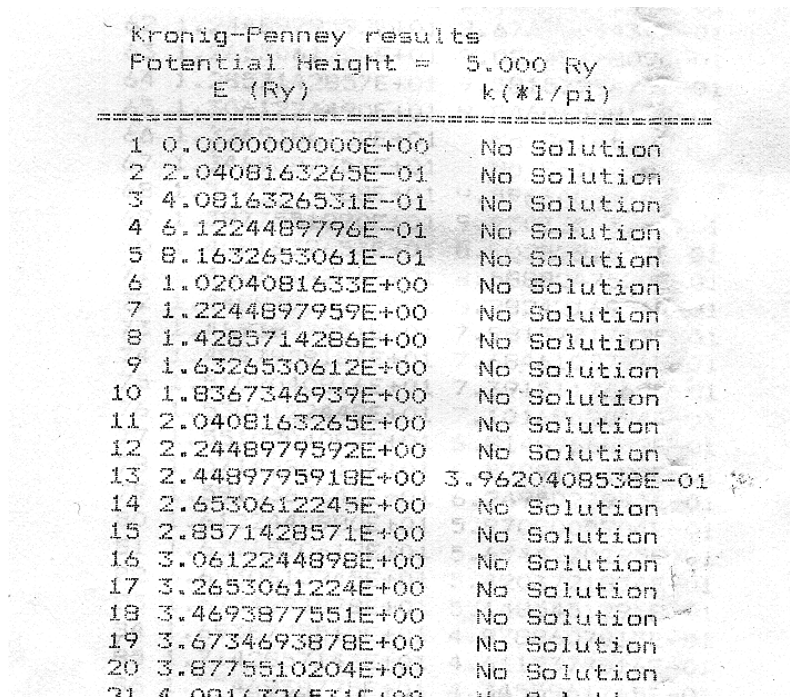 Kronig-Penney results
Potential Height = 5.000 Ry
E (Ry) k(*l/pi)
==================================================
1 0.0000000000E+00 No Solution
2 2.0408163265E-01 No Solution
3 4.0816326531E-01 No Solution
4 6.1224489796E-01 No Solution
5 8.1632653061E-01 No Solution
6 1.0204081633E+00 No Solution
7 1.2244897959E+00 No Solution
8 1.4285714286E+00 No Solution
9 1.6326530612E+00 No Solution
10 1.8367346939E+00 No Solution
11 2.0408163265E+00 No Solution
12 2.2448979592E+00 No Solution
13 2.4489795918E+00 3.9620408538E-01
14 2.6530612245E+00 No Solution
15 2.8571428571E+00 No Solution
16 3.0612244898E+00 No Solution
17 3.2653061224E+00 No Solution
18 3.4693877551E+00 No Solution
19 3.6734693878E+00 No Solution
20 3.8775510204E+00 No Solution